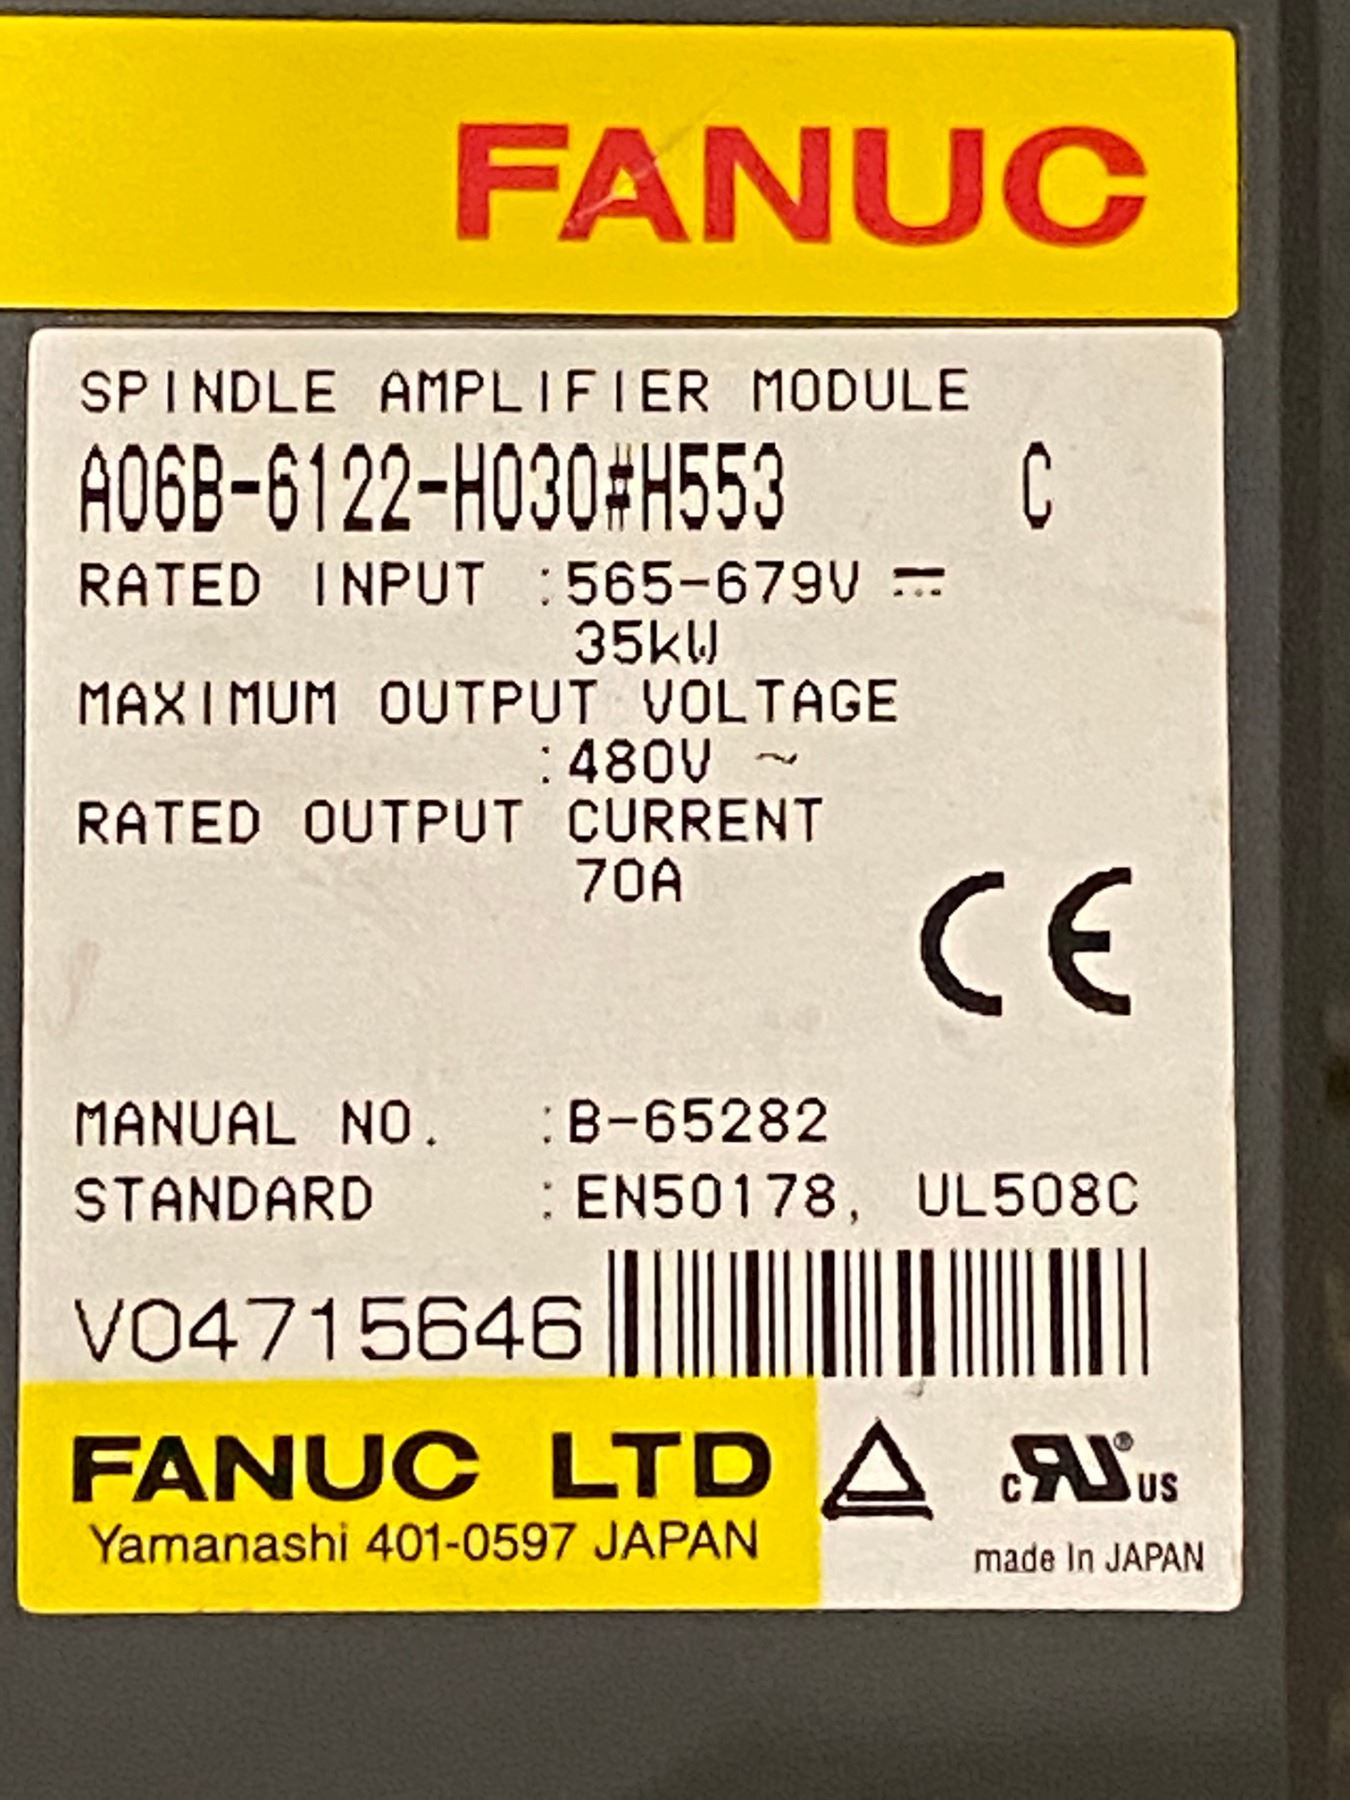 FANUC
SPINDLE AMPLIFIER MODULE
A06B-6122-H030#H553 C
RATED INPUT :565-679V ⎓
35kW
MAXIMUM OUTPUT VOLTAGE
:480V ~
RATED OUTPUT CURRENT
70A
CE
MANUAL NO. :B-65282
STANDARD :EN50178, UL508C
V04715646
FANUC LTD
Yamanashi 401-0597 JAPAN
c RU ® US
made In JAPAN